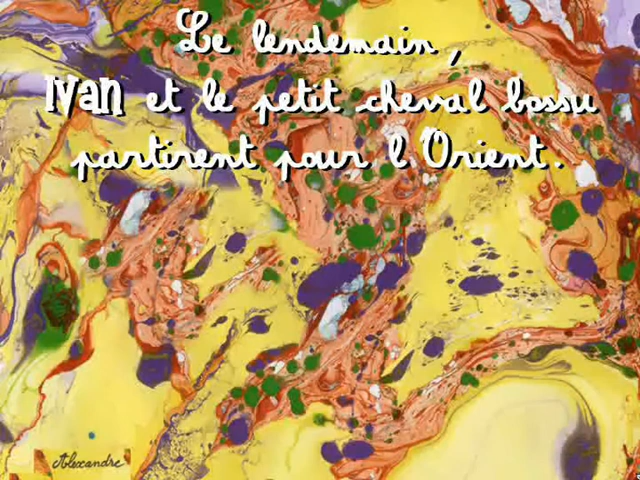 Le lendemain,
Ivan et le petit cheval bossu
partirent pour l'Orient.
Alexandre